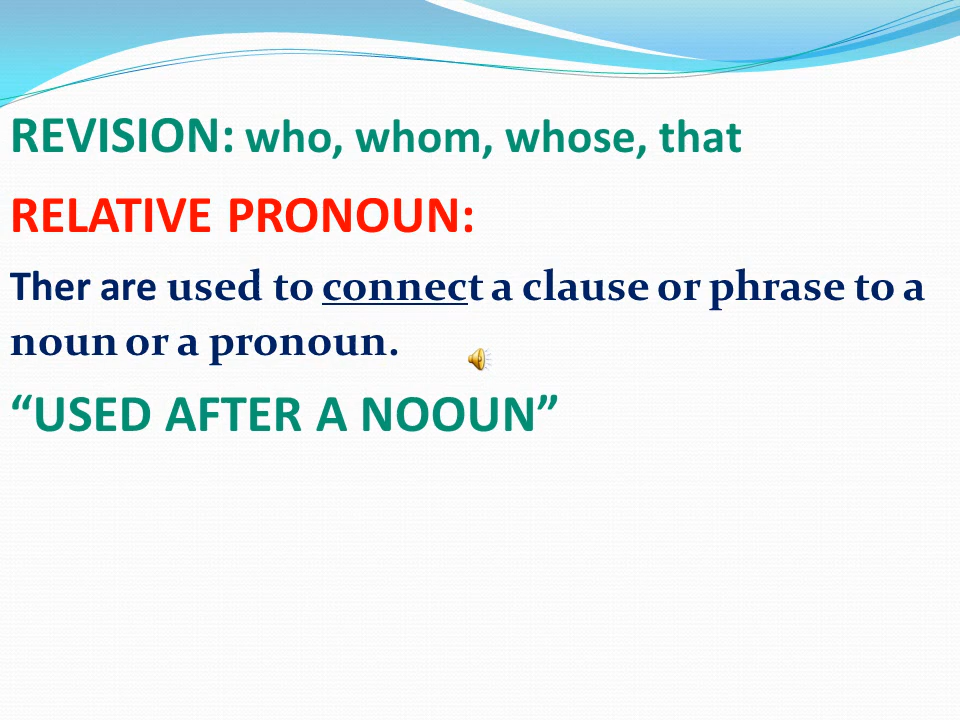 REVISION: who, whom, whose, that
RELATIVE PRONOUN:
Ther are used to connect a clause or phrase to a
noun or a pronoun.
“USED AFTER A NOOUN”